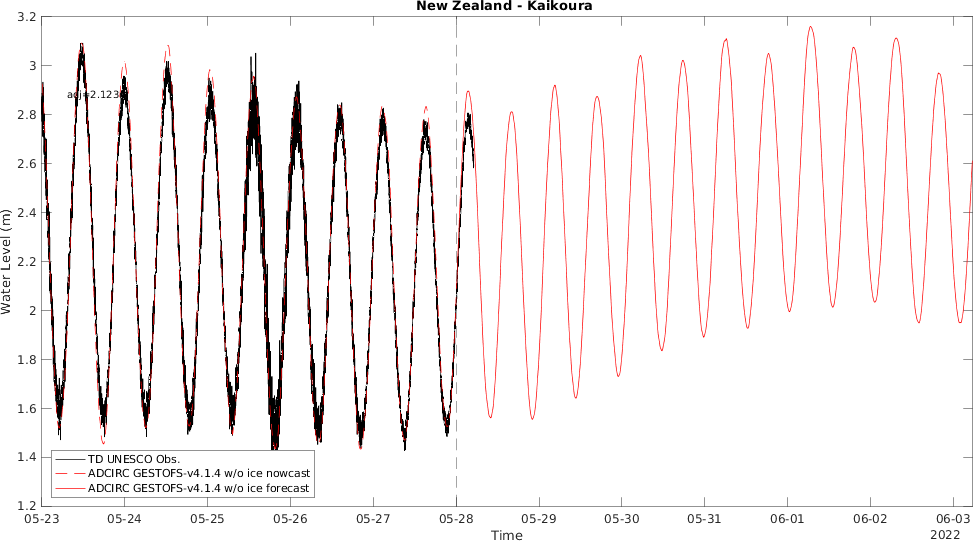 New Zealand - Kaikoura
3.2
3
2.8
2.6
2.4
2.2
2
1.8
1.6
1.4
1.2
Water Level (m)
TD UNESCO Obs.
ADCIRC GESTOFS-v4.1.4 w/o ice nowcast
ADCIRC GESTOFS-v4.1.4 w/o ice forecast
05-23 05-24 05-25 05-26 05-27 05-28 05-29 05-30 05-31 06-01 06-02 06-03
Time
2022